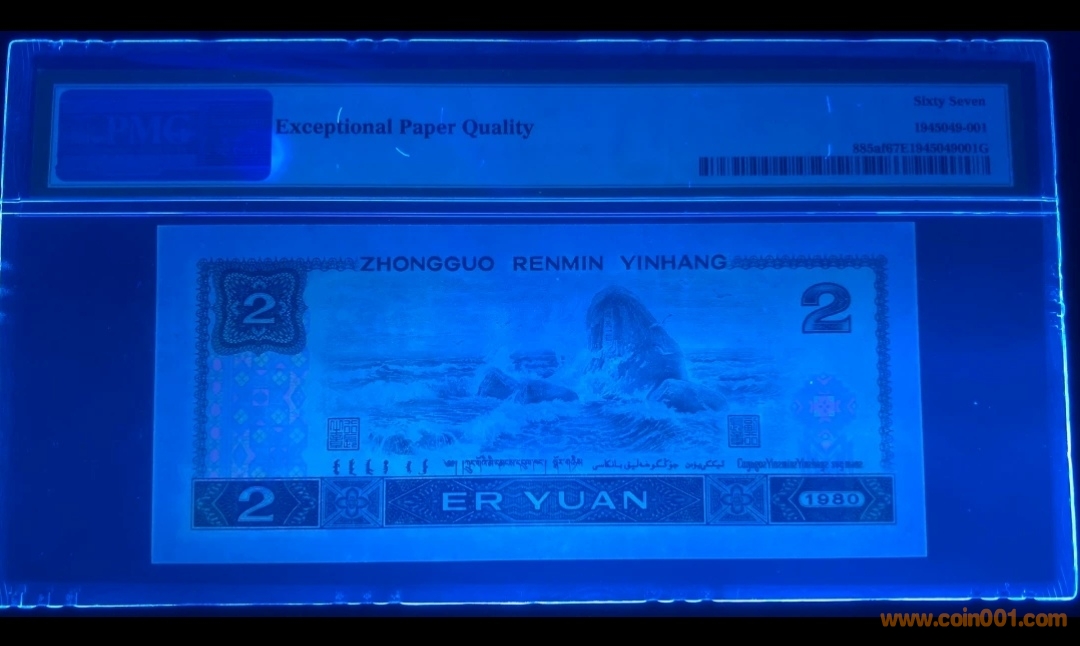 PMG
Exceptional Paper Quality
Sixty Seven
1945049-001
885af67E1945049001G
ZHONGGUO RENMIN YINHANG
2
2
2
ER YUAN
1980
www.coin001.com